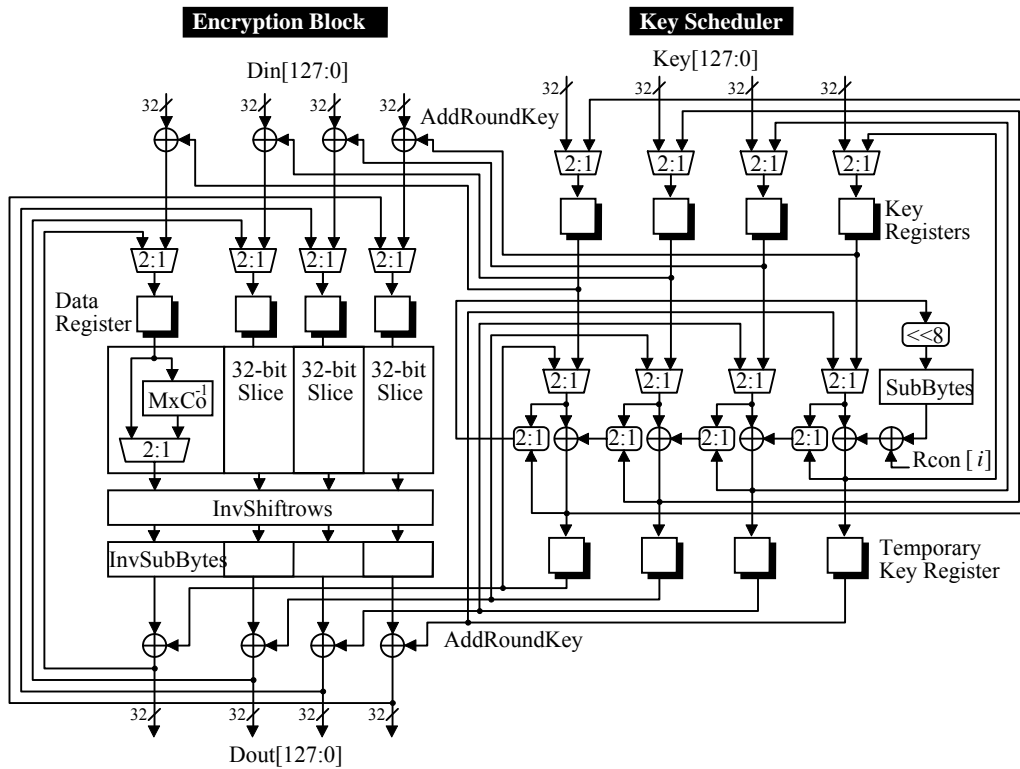 Encryption Block
Key Scheduler
Din[127:0]
Key[127:0]
32 32 32 32
32 32 32 32
AddRoundKey
2:1 2:1 2:1 2:1
Key
Registers
2:1 2:1 2:1 2:1
Data
Register
<<8
32-bit
Slice
32-bit
Slice
32-bit
Slice
MxCo-1
2:1
2:1 2:1 2:1 2:1
SubBytes
2:1 2:1 2:1 2:1
Rcon [i]
InvShiftrows
InvSubBytes
Temporary
Key Register
AddRoundKey
32 32 32 32
Dout[127:0]